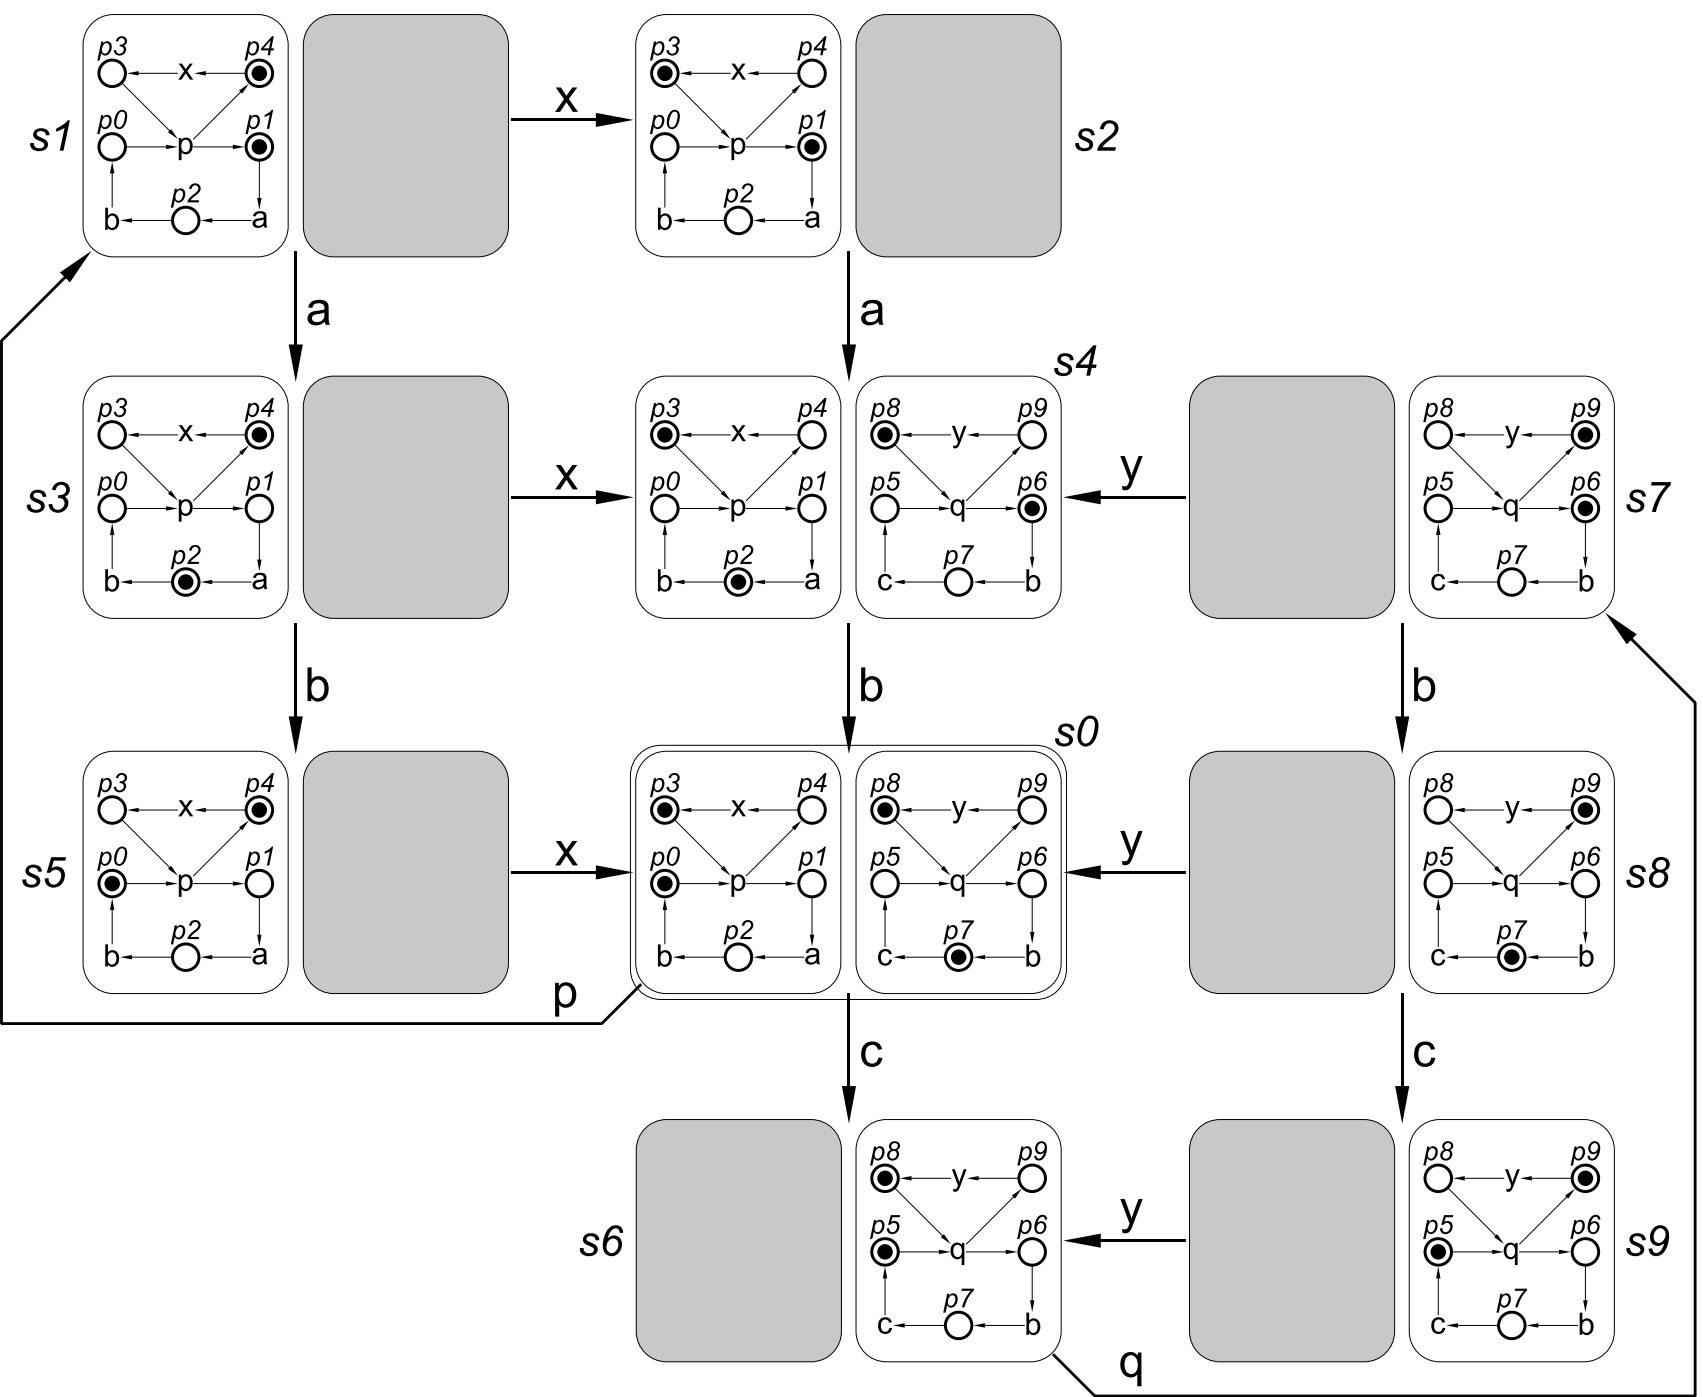 p3 x p4 p3 x p4
x
s1 p0 p p1 p0 p p1 s2
p2 p2
b a b a
a a s4
p3 x p4 p3 x p4 p8 y p9 p8 y p9
x y
s3 p0 p p1 p0 p p1 p5 q p6 p5 q p6 s7
p2 p2 p7 p7
b a b a c b c b
b b b
s0
p3 x p4 p3 x p4 p8 y p9 p8 y p9
x y
s5 p0 p p1 p0 p p1 p5 q p6 p5 q p6 s8
p2 p2 p7 p7
b a b a c b c b
p
c c
p8 y p9 p8 y p9
y
s6 p5 q p6 p5 q p6 s9
p7 p7
c b c b
q